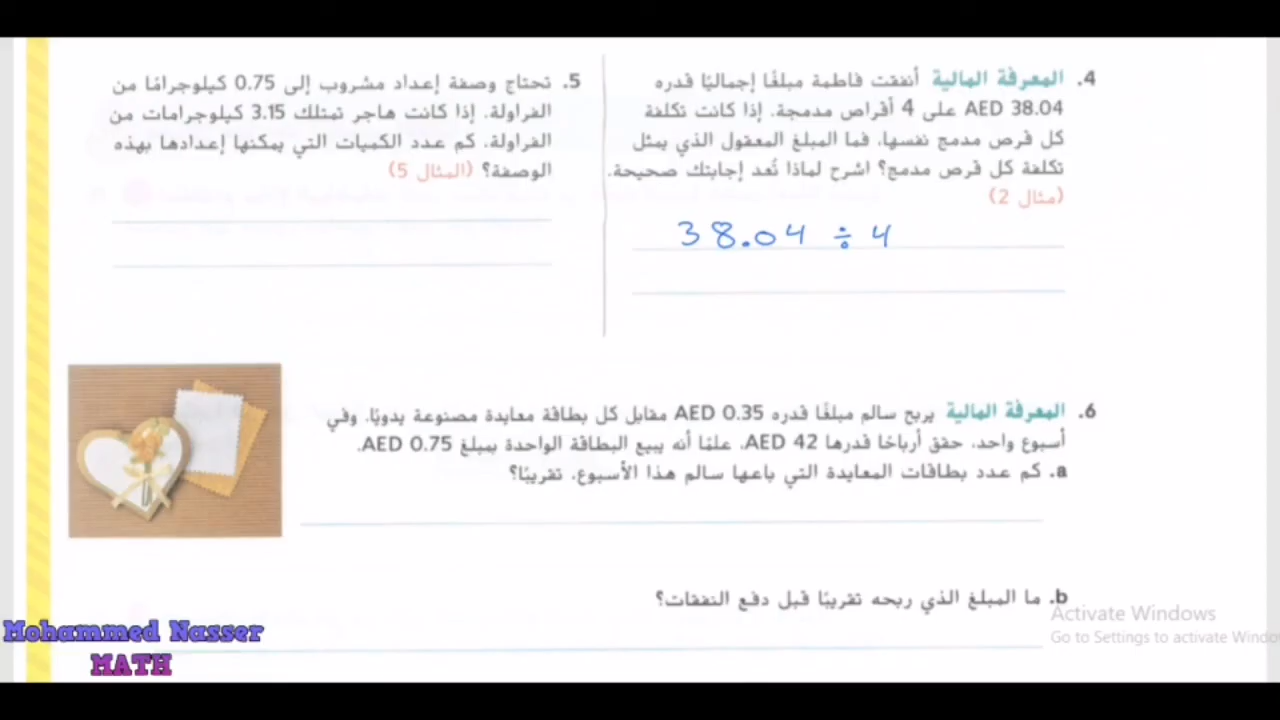 4. المعرفة المالية أنفقت فاطمة مبلغًا إجماليًا قدره
AED 38.04 على 4 أقراص مدمجة. إذا كانت تكلفة
كل قرص مدمج نفسها، فما المبلغ المعقول الذي يمثل
تكلفة كل قرص مدمج؟ اشرح لماذا تُعد إجابتك صحيحة.
(مثال 2)
38.04 ÷ 4
5. تحتاج وصفة إعداد مشروب إلى 0.75 كيلوجرامًا من
الفراولة. إذا كانت هاجر تمتلك 3.15 كيلوجرامات من
الفراولة، كم عدد الكميات التي يمكنها إعدادها بهذه
الوصفة؟ (المثال 5)
6. المعرفة المالية يربح سالم مبلغًا قدره AED 0.35 مقابل كل بطاقة معايدة مصنوعة يدويًا. وفي
أسبوع واحد، حقق أرباحًا قدرها AED 42. علمًا أنه يبيع البطاقة الواحدة بمبلغ AED 0.75.
a. كم عدد بطاقات المعايدة التي باعها سالم هذا الأسبوع، تقريبًا؟
b. ما المبلغ الذي ربحه تقريبًا قبل دفع النفقات؟
Activate Windows
Go to Settings to activate Windo
Mohammed Nasser
MATH